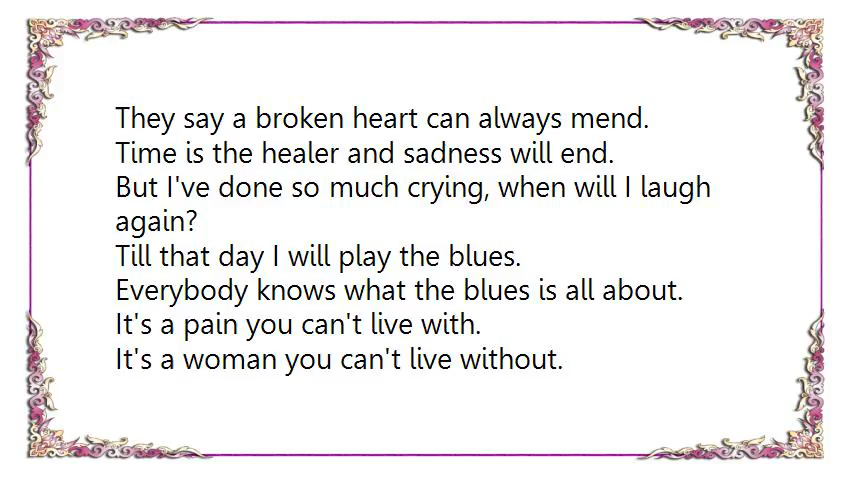 They say a broken heart can always mend.
Time is the healer and sadness will end.
But I've done so much crying, when will I laugh
again?
Till that day I will play the blues.
Everybody knows what the blues is all about.
It's a pain you can't live with.
It's a woman you can't live without.